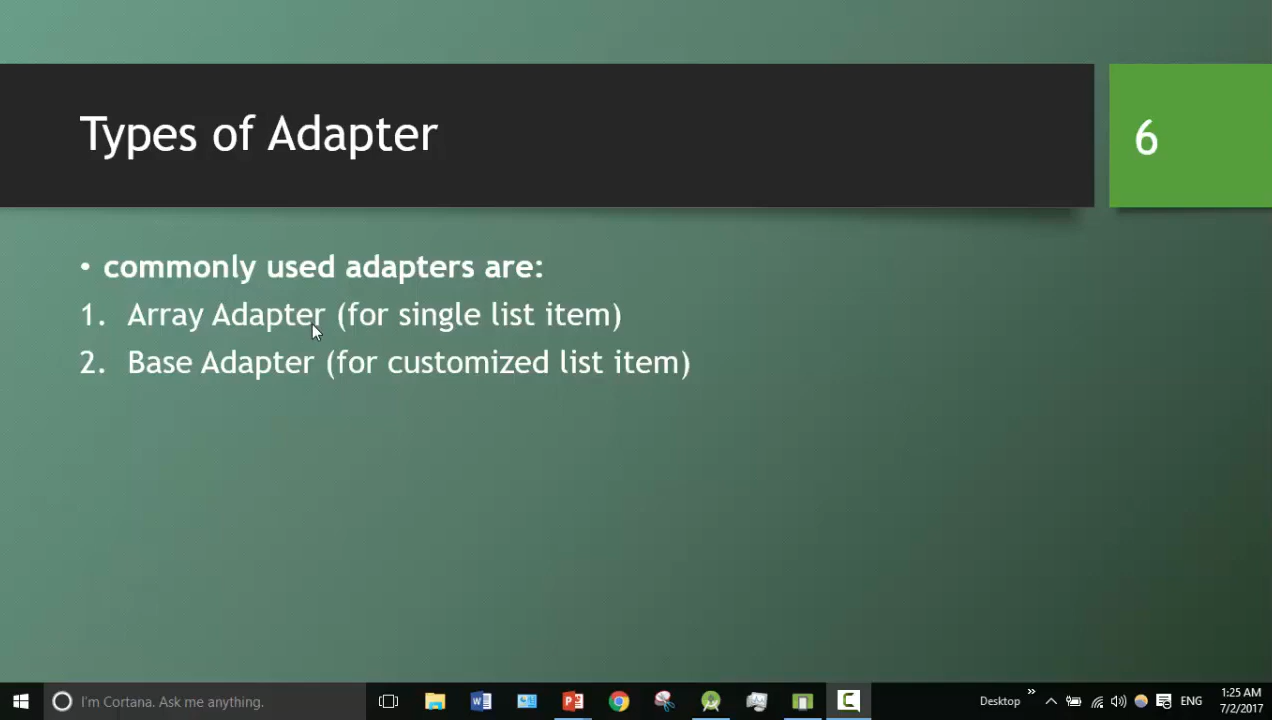 Types of Adapter
6
• commonly used adapters are:
1. Array Adapter (for single list item)
2. Base Adapter (for customized list item)
I'm Cortana. Ask me anything.
Desktop
ENG
1:25 AM
7/2/2017